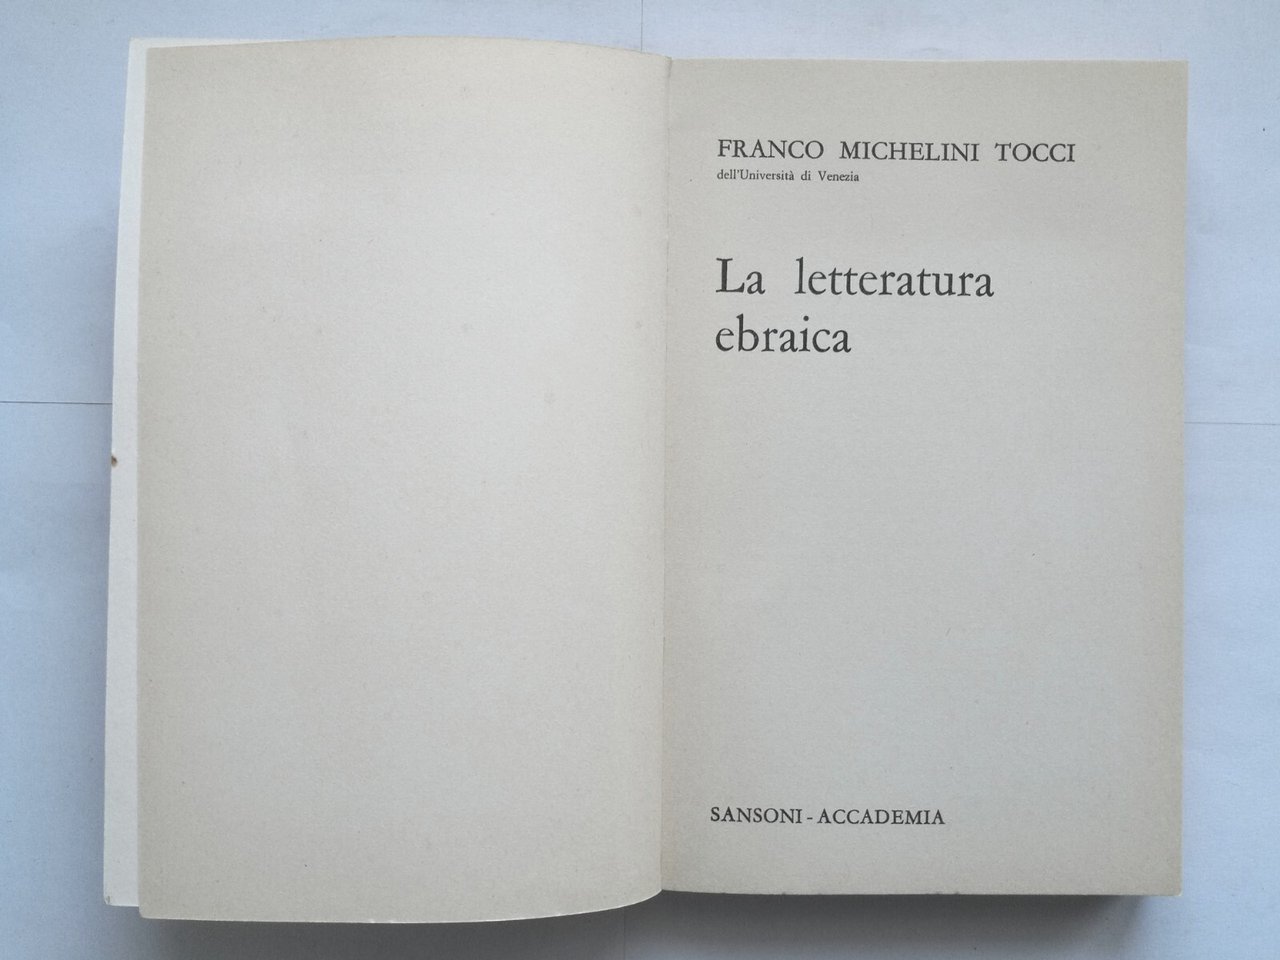 FRANCO MICHELINI TOCCI
dell'Università di Venezia
La letteratura
ebraica
SANSONI - ACCADEMIA